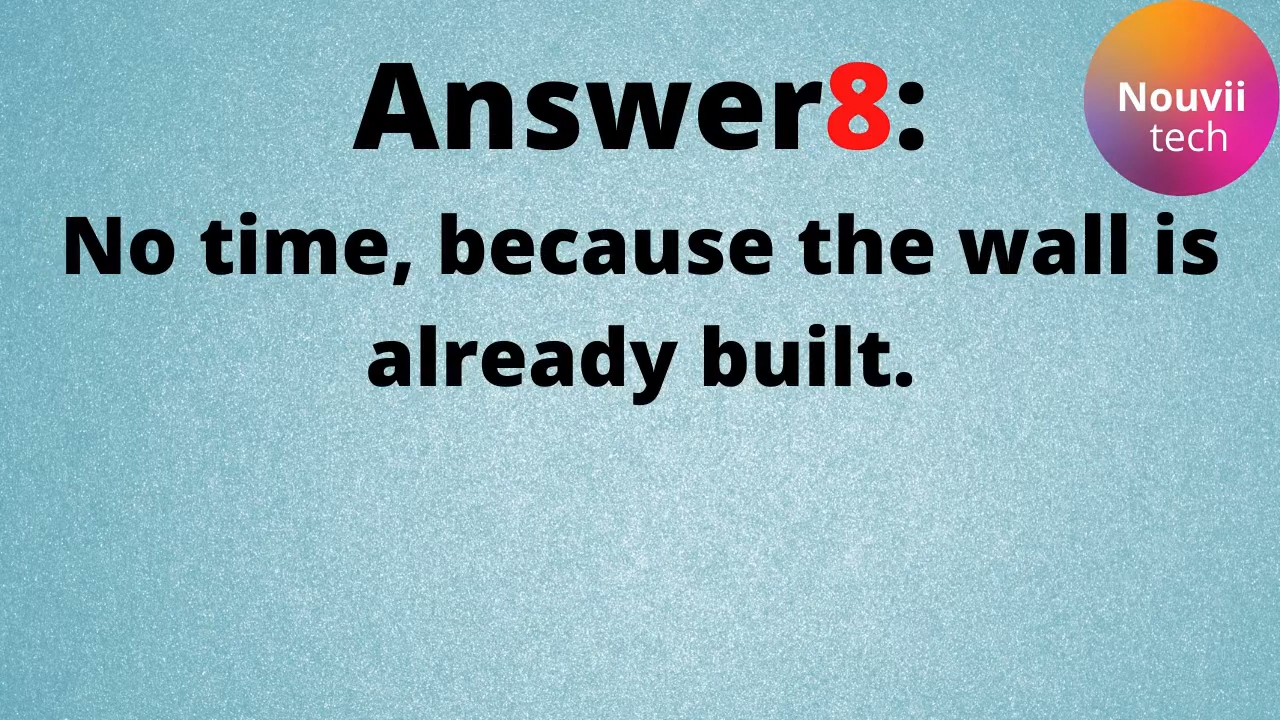 Answer8:
Nouvii
tech
No time, because the wall is
already built.